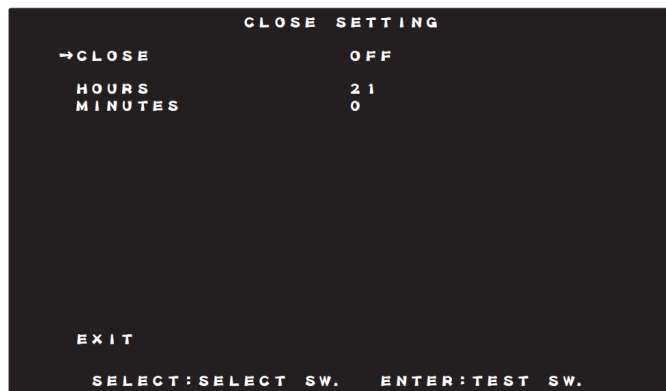 CLOSE SETTING
→CLOSE OFF
HOURS 21
MINUTES 0
EXIT
SELECT:SELECT SW. ENTER:TEST SW.